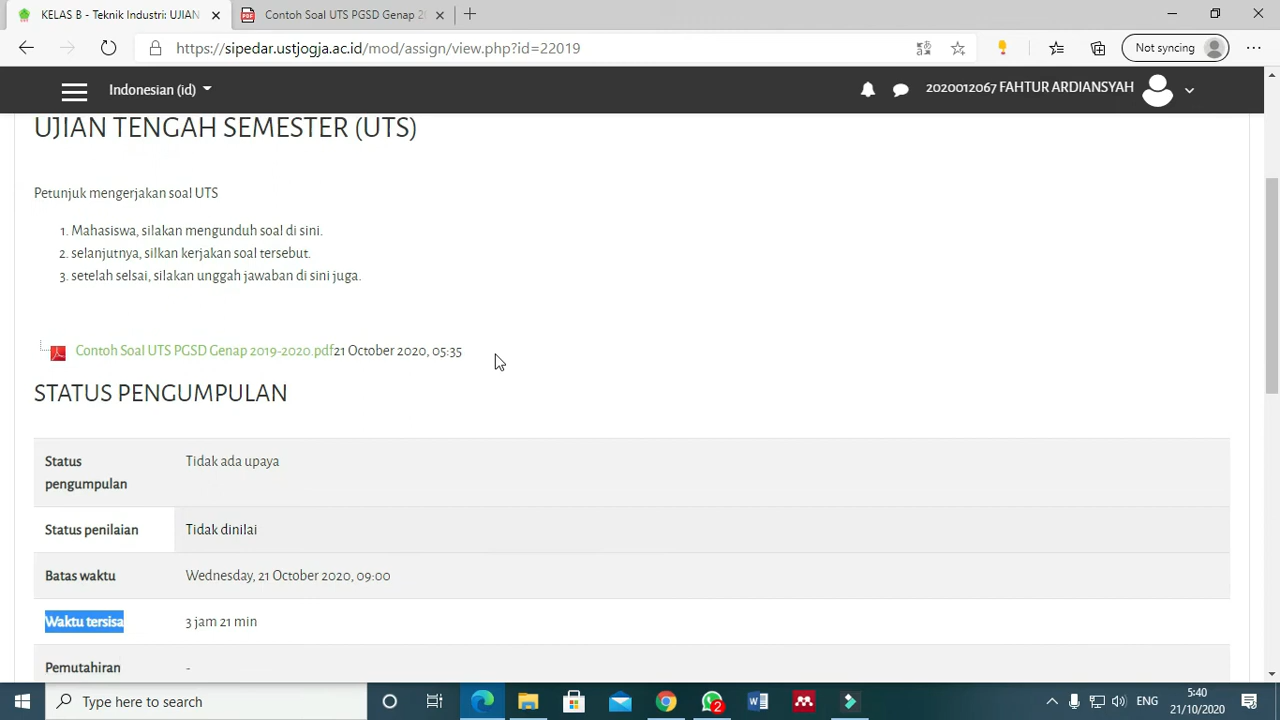 KELAS B - Teknik Industri: UJIAN
Contoh Soal UTS PGSD Genap 2
https://sipedar.ustjogja.ac.id/mod/assign/view.php?id=22019
Not syncing
Indonesian (id)
2020012067 FAHTUR ARDIANSYAH
UJIAN TENGAH SEMESTER (UTS)
Petunjuk mengerjakan soal UTS
1. Mahasiswa, silakan mengunduh soal di sini.
2. selanjutnya, silkan kerjakan soal tersebut.
3. setelah selsai, silakan unggah jawaban di sini juga.
Contoh Soal UTS PGSD Genap 2019-2020.pdf21 October 2020, 05:35
STATUS PENGUMPULAN
Status pengumpulan Tidak ada upaya
Status penilaian Tidak dinilai
Batas waktu Wednesday, 21 October 2020, 09:00
Waktu tersisa 3 jam 21 min
Pemutahiran -
Type here to search
2
ENG
5:40
21/10/2020